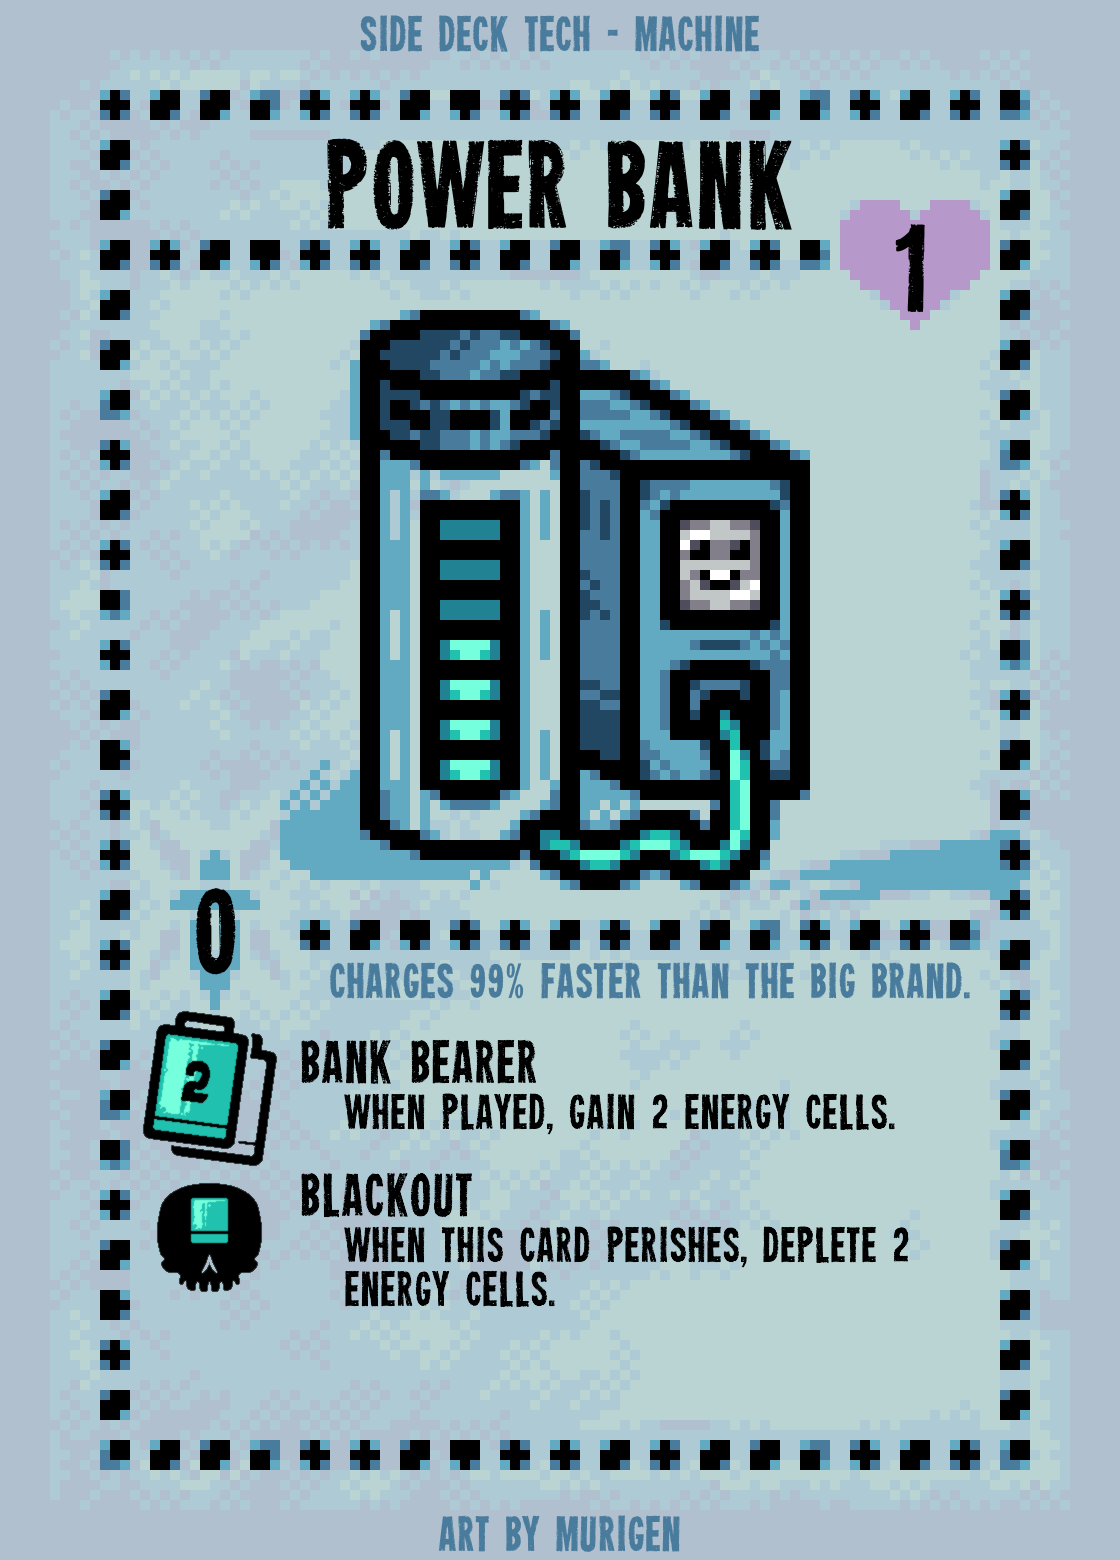 SIDE DECK TECH - MACHINE
POWER BANK
1
0
CHARGES 99% FASTER THAN THE BIG BRAND.
2
BANK BEARER
WHEN PLAYED, GAIN 2 ENERGY CELLS.
BLACKOUT
WHEN THIS CARD PERISHES, DEPLETE 2
ENERGY CELLS.
ART BY MURIGEN